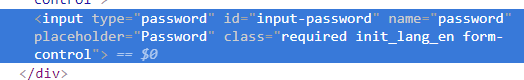 control">
<input type="password" id="input-password" name="password"
placeholder="Password" class="required init_lang_en form-
control"> == $0
</div>